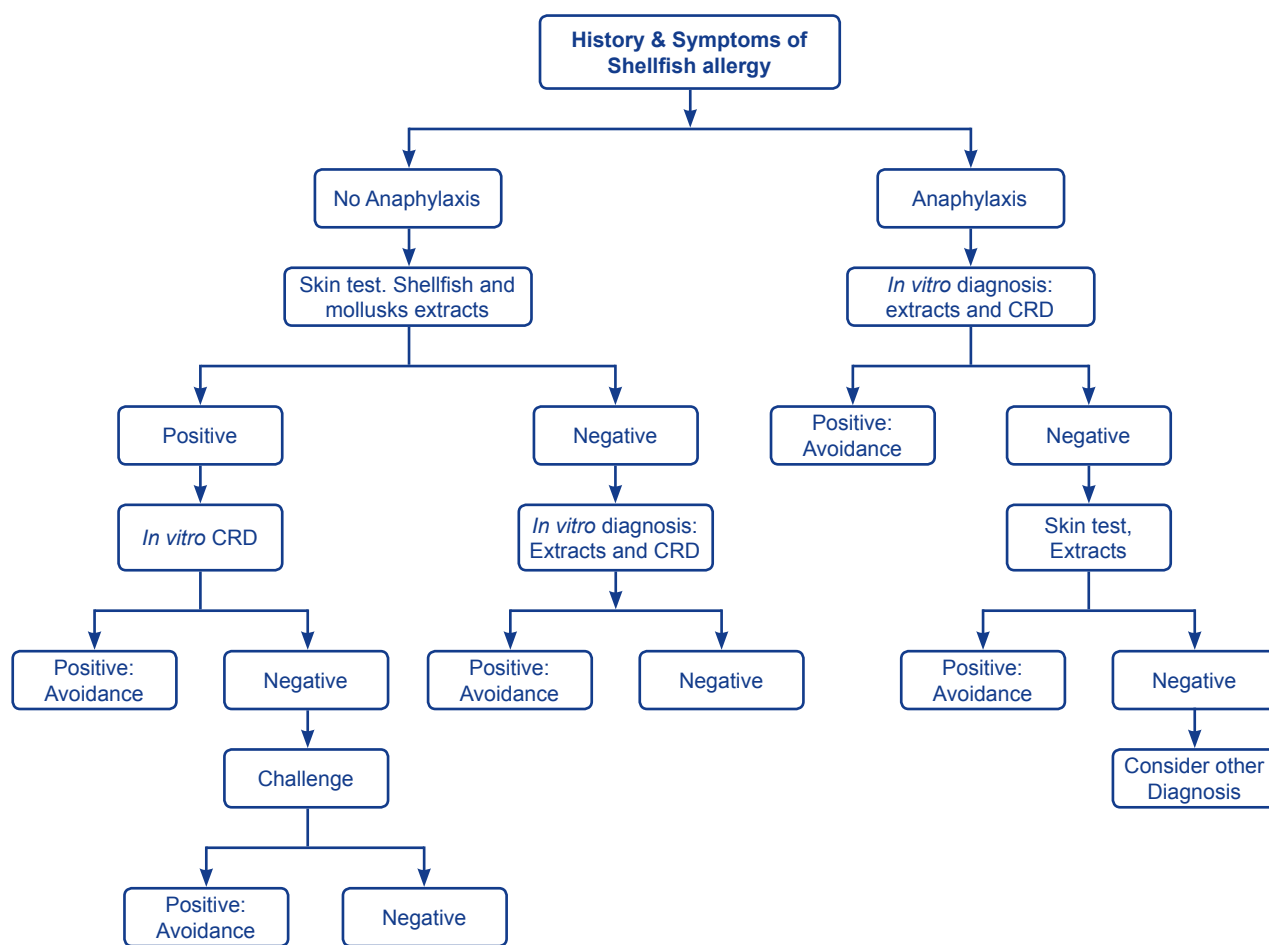 History & Symptoms of
Shellfish allergy
No Anaphylaxis
Anaphylaxis
Skin test. Shellfish and
mollusks extracts
In vitro diagnosis:
extracts and CRD
Positive
Negative
Positive:
Avoidance
Negative
In vitro CRD
In vitro diagnosis:
Extracts and CRD
Skin test,
Extracts
Positive:
Avoidance
Negative
Positive:
Avoidance
Negative
Positive:
Avoidance
Negative
Challenge
Consider other
Diagnosis
Positive:
Avoidance
Negative